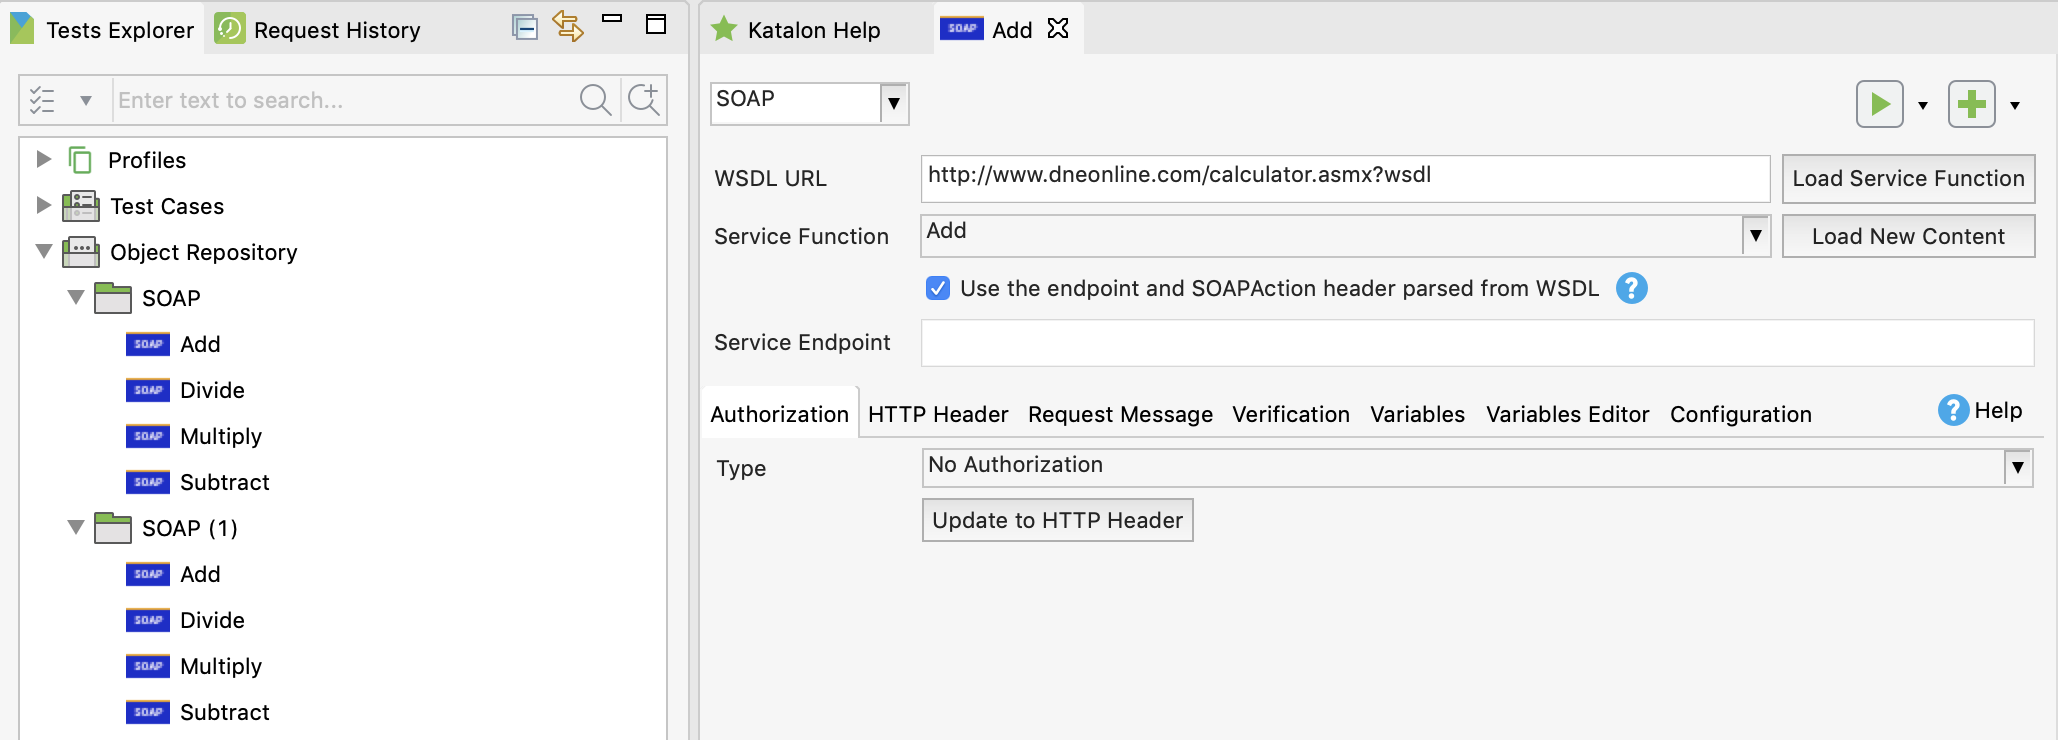 Tests Explorer
Request History
Enter text to search...
Profiles
Test Cases
Object Repository
SOAP
SOAP Add
SOAP Divide
SOAP Multiply
SOAP Subtract
SOAP (1)
SOAP Add
SOAP Divide
SOAP Multiply
SOAP Subtract
Katalon Help
SOAP Add
SOAP
WSDL URL
http://www.dneonline.com/calculator.asmx?wsdl
Load Service Function
Service Function
Add
Load New Content
Use the endpoint and SOAPAction header parsed from WSDL
?
Service Endpoint
Authorization HTTP Header Request Message Verification Variables Variables Editor Configuration
? Help
Type
No Authorization
Update to HTTP Header